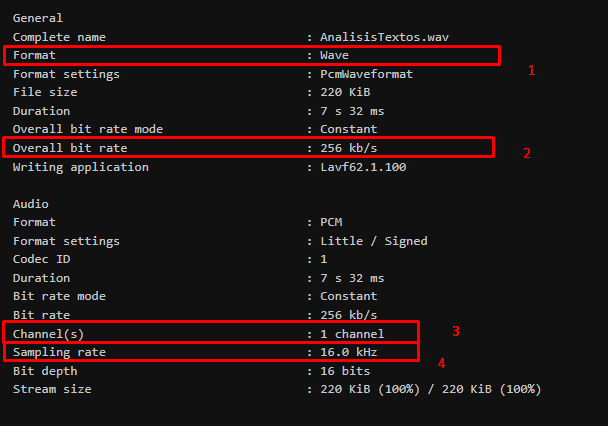 General
Complete name : AnalisisTextos.wav
Format : Wave
1
Format settings : PcmWaveformat
File size : 220 KiB
Duration : 7 s 32 ms
Overall bit rate mode : Constant
Overall bit rate : 256 kb/s
2
Writing application : Lavf62.1.100
Audio
Format : PCM
Format settings : Little / Signed
Codec ID : 1
Duration : 7 s 32 ms
Bit rate mode : Constant
Bit rate : 256 kb/s
Channel(s) : 1 channel
3
Sampling rate : 16.0 kHz
4
Bit depth : 16 bits
Stream size : 220 KiB (100%) / 220 KiB (100%)